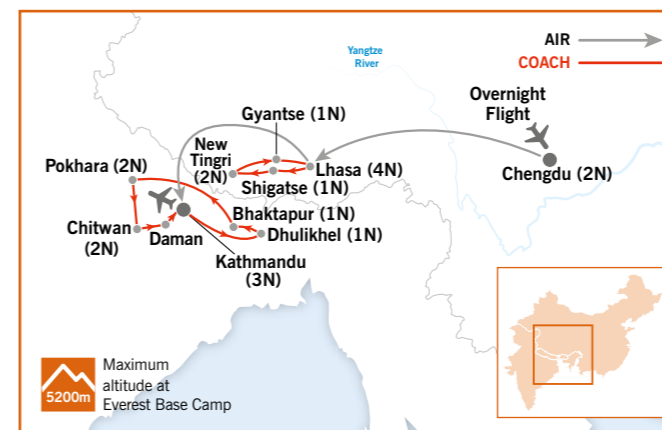 AIR
COACH
Yangtze
River
Overnight
Flight
Gyantse (1N)
New
Tingri
(2N)
Lhasa (4N)
Shigatse (1N)
Chengdu (2N)
Pokhara (2N)
Bhaktapur (1N)
Chitwan
(2N)
Daman
Dhulikhel (1N)
Kathmandu
(3N)
5200m
Maximum
altitude at
Everest Base Camp